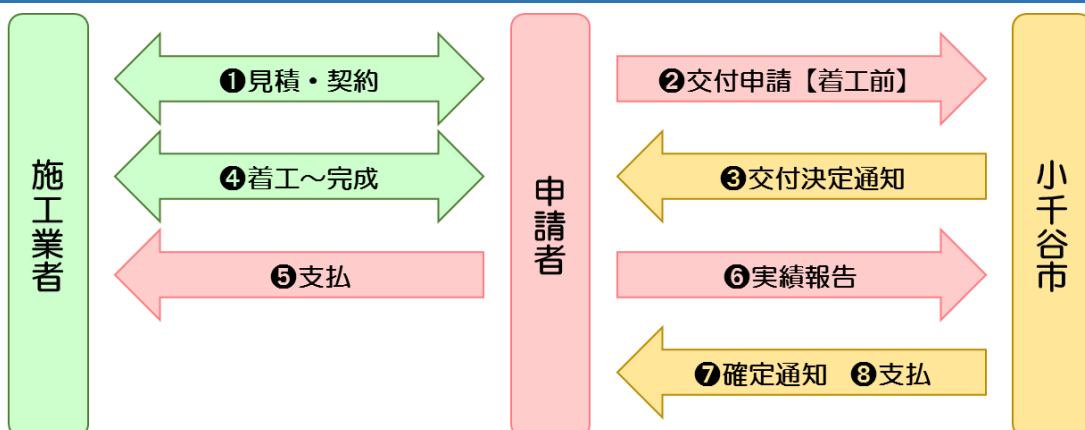 施工業者
❶見積・契約
❹着工～完成
❺支払
申請者
❷交付申請【着工前】
❸交付決定通知
❻実績報告
❼確定通知　❽支払
小千谷市